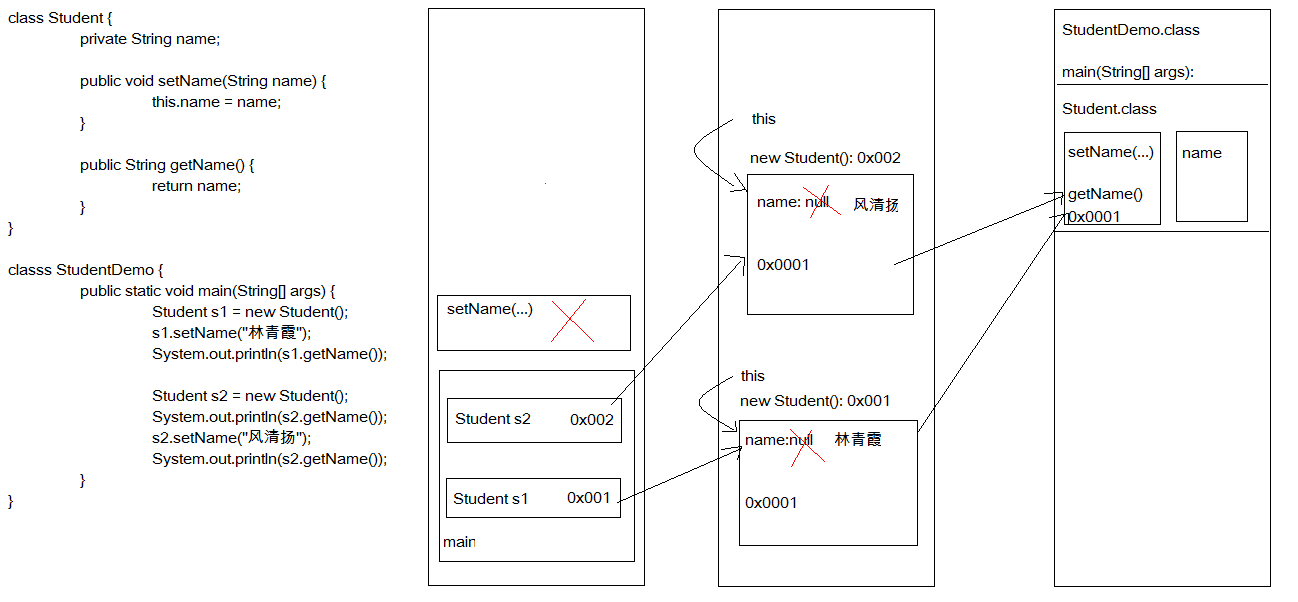 class Student {
private String name;
public void setName(String name) {
this.name = name;
}
public String getName() {
return name;
}
}
classs StudentDemo {
public static void main(String[] args) {
Student s1 = new Student();
s1.setName("林青霞");
System.out.println(s1.getName());
Student s2 = new Student();
System.out.println(s2.getName());
s2.setName("风清扬");
System.out.println(s2.getName());
}
}
setName(...)
Student s2 0x002
Student s1 0x001
main
this
new Student(): 0x002
name: null 风清扬
0x0001
this
new Student(): 0x001
name:null 林青霞
0x0001
StudentDemo.class
main(String[] args):
Student.class
setName(...)
getName()
0x0001
name